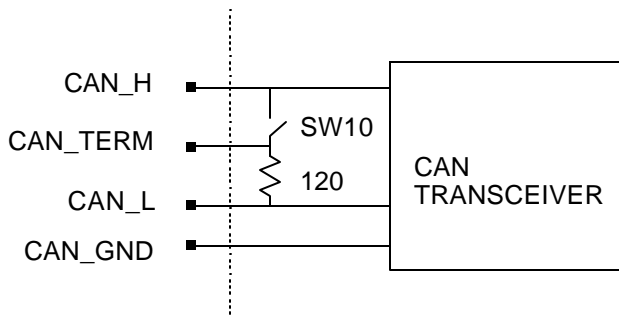 CAN_H
SW10
CAN_TERM
120
CAN
TRANSCEIVER
CAN_L
CAN_GND